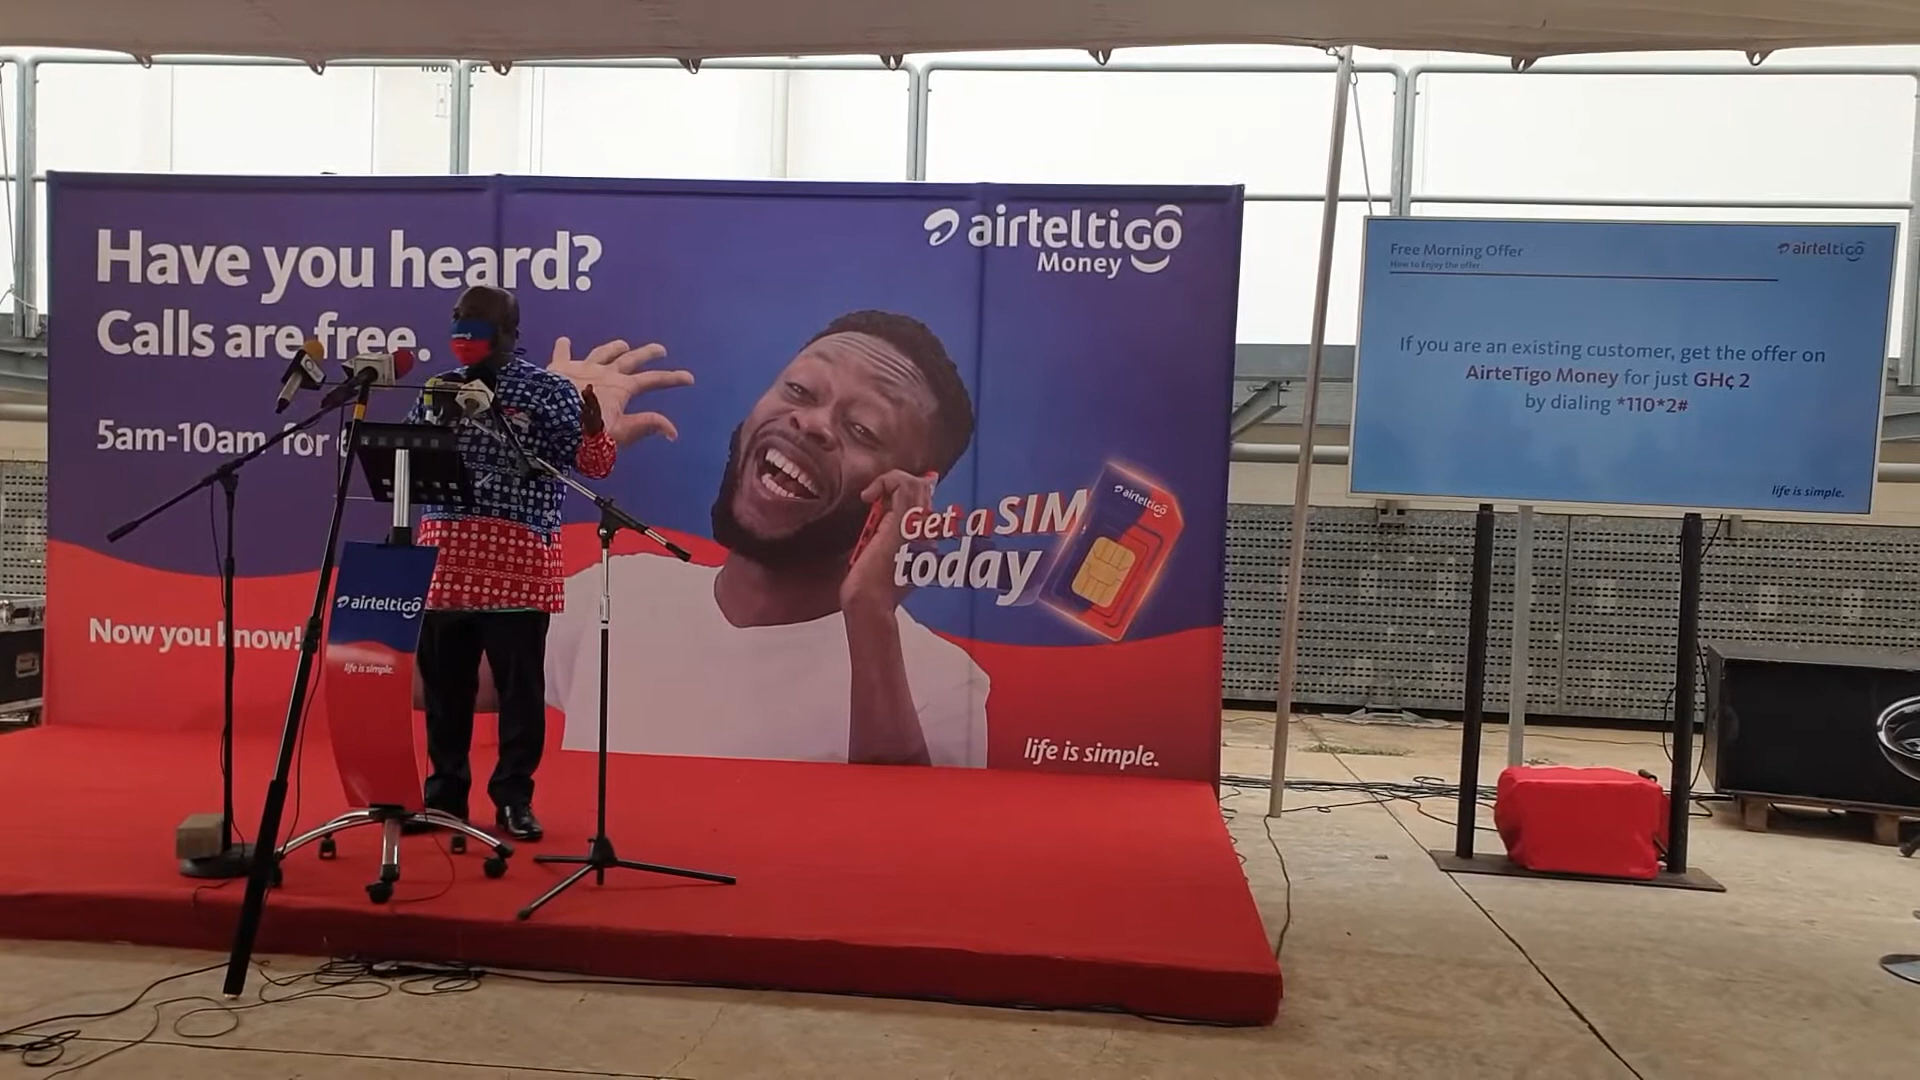 Have you heard?
Calls are free.
5am-10am for
Now you know!
airteltigo
Money
Get a SIM
today
airteltigo
life is simple.
airteltigo
life is simple.
Free Morning Offer
How to Enjoy the offer
airteltigo
If you are an existing customer, get the offer on
AirteTigo Money for just GH¢ 2
by dialing *110*2#
life is simple.